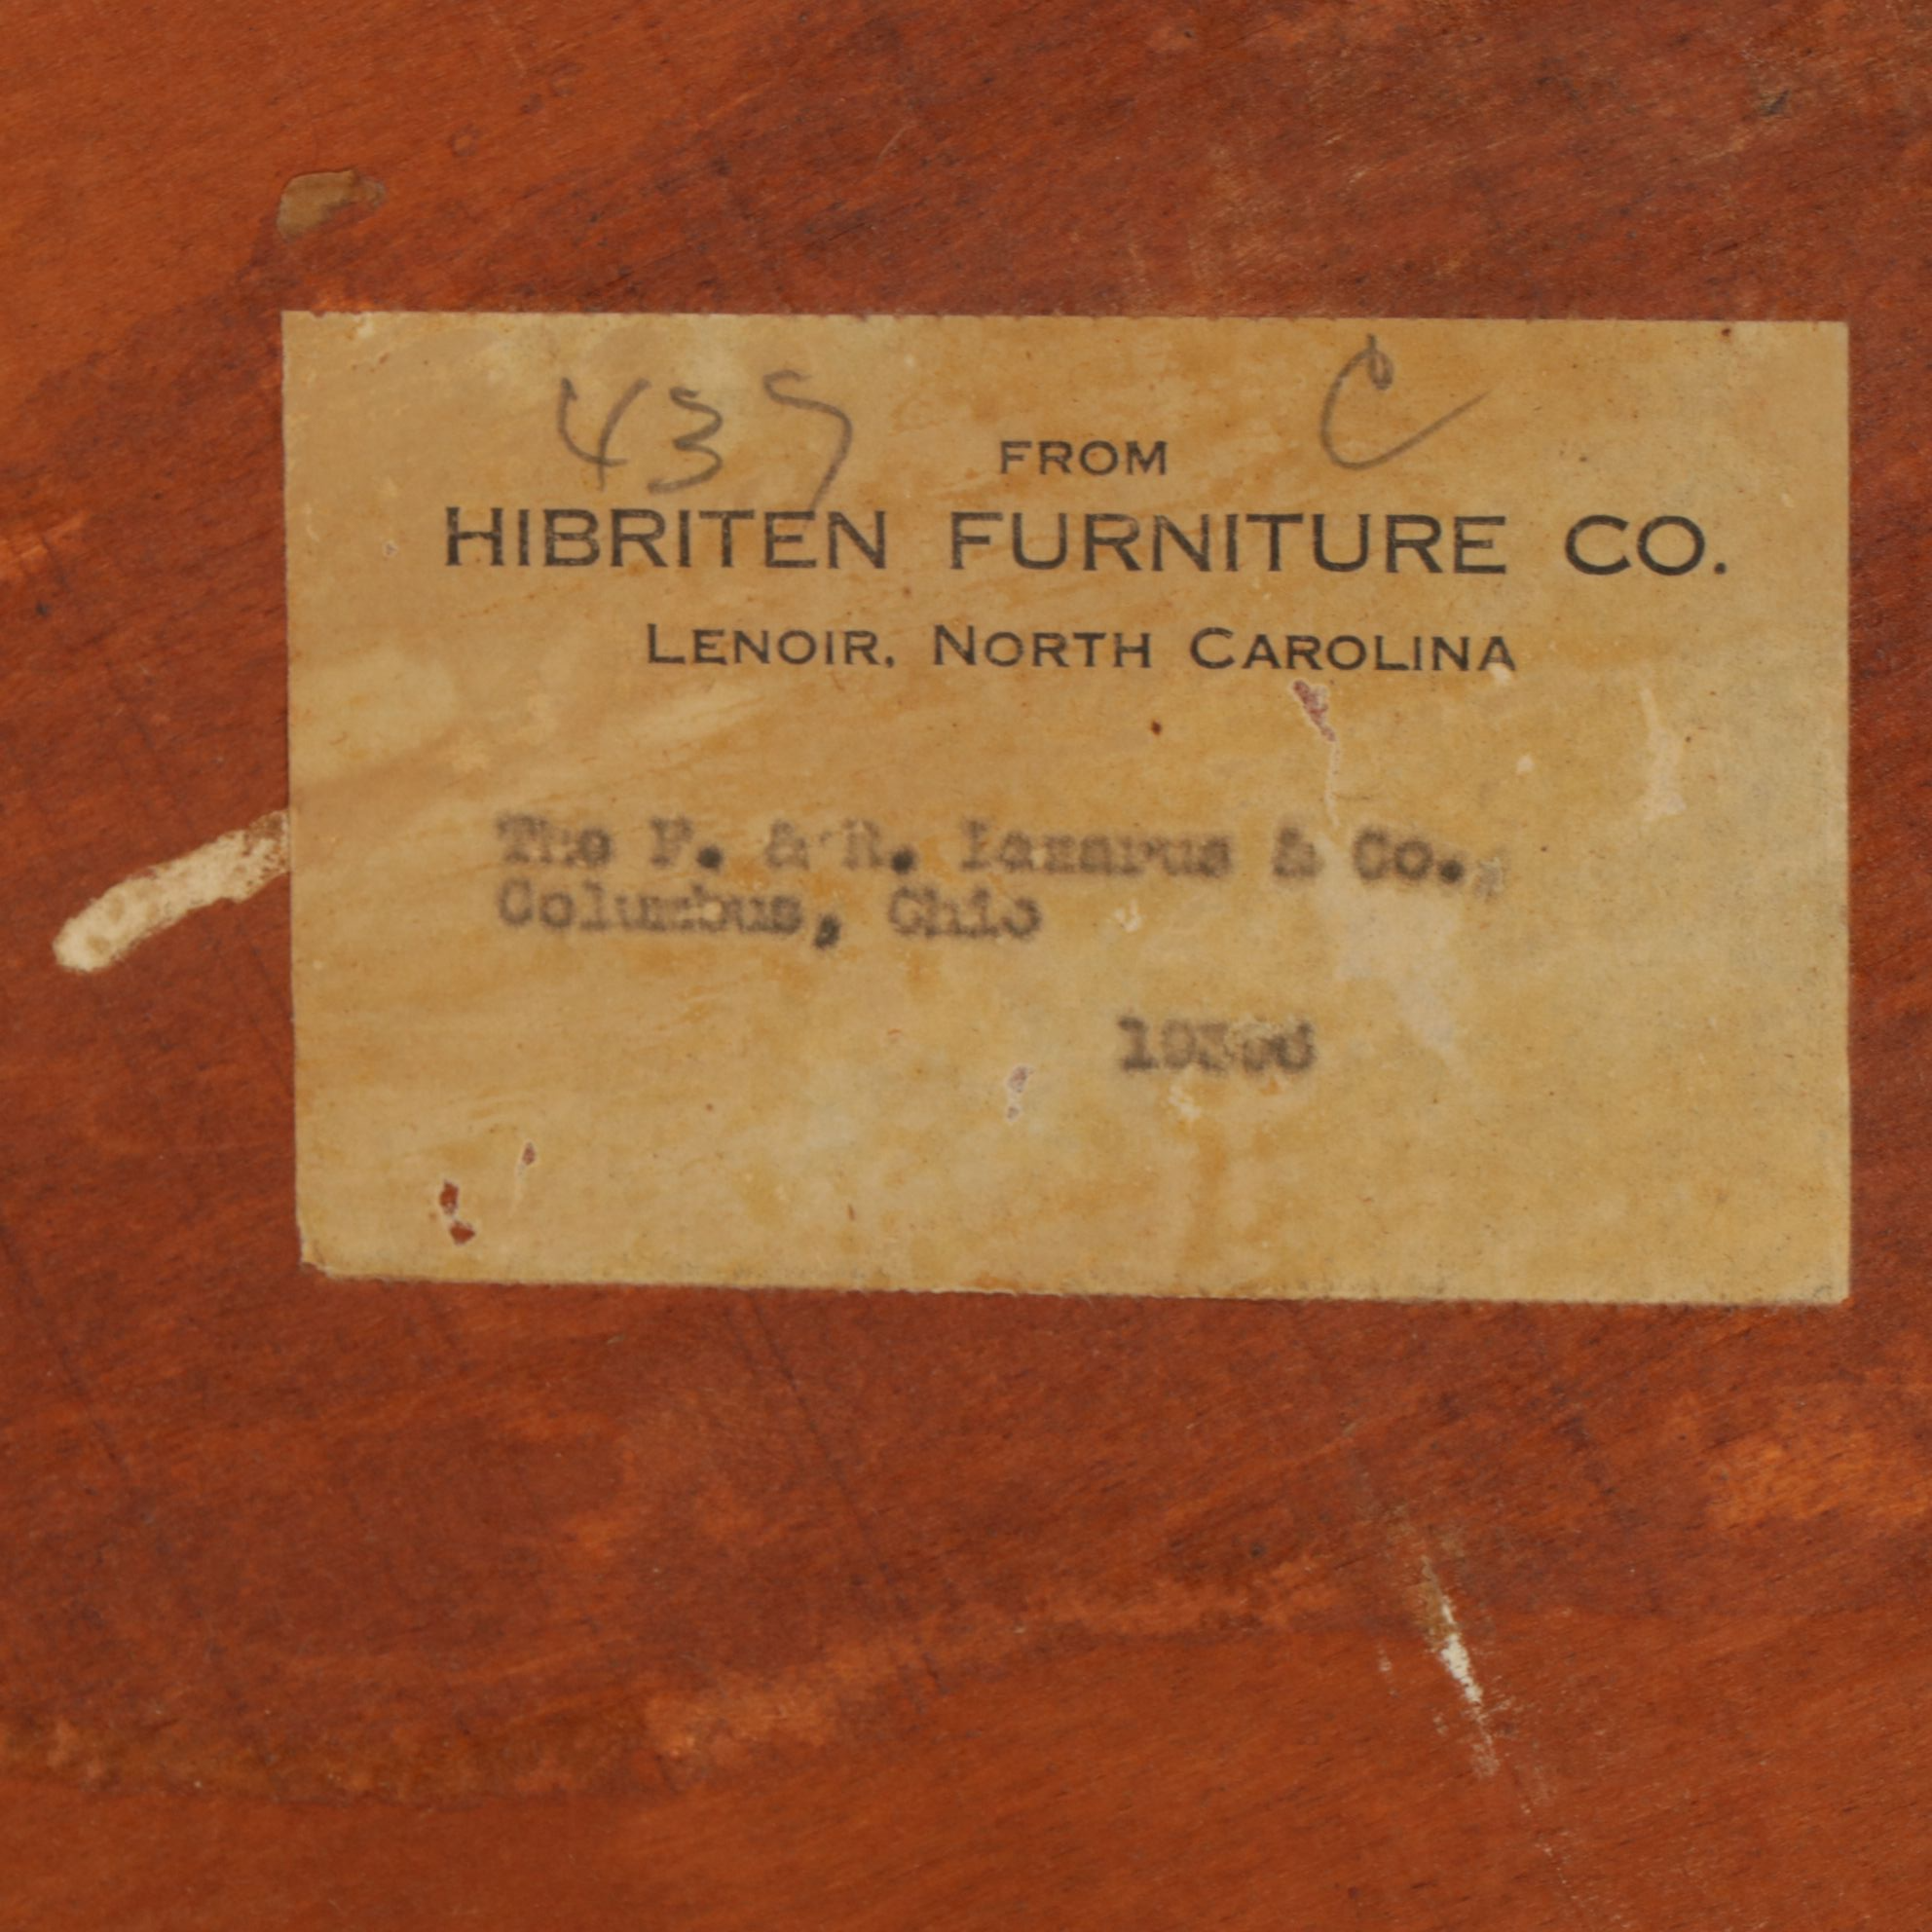 437 C
FROM
HIBRITEN FURNITURE CO.
LENOIR, NORTH CAROLINA
The F. & R. Lazarus & Co.,
Columbus, Ohio